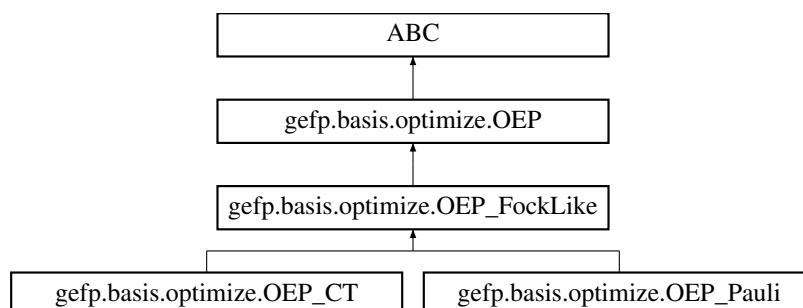 ABC
gefp.basis.optimize.OEP
gefp.basis.optimize.OEP_FockLike
gefp.basis.optimize.OEP_CT
gefp.basis.optimize.OEP_Pauli